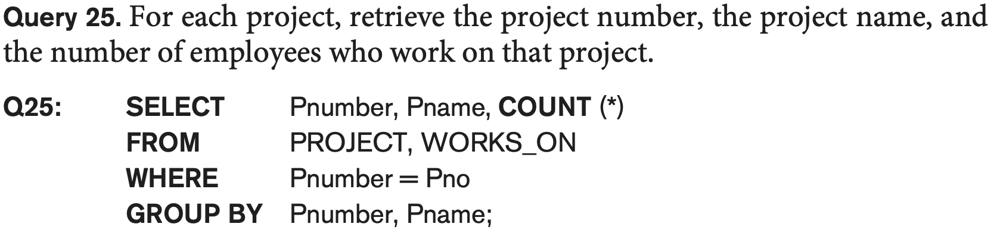 Query 25. For each project, retrieve the project number, the project name, and
the number of employees who work on that project.
Q25: SELECT Pnumber, Pname, COUNT (*)
FROM PROJECT, WORKS_ON
WHERE Pnumber = Pno
GROUP BY Pnumber, Pname;